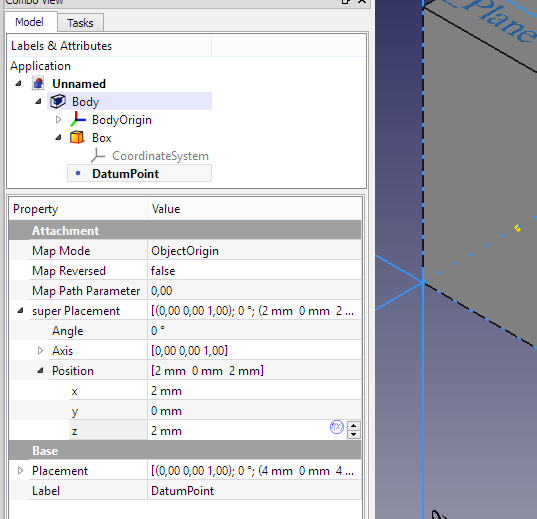 Combo View
Model Tasks
Labels & Attributes
Application
Unnamed
Body
BodyOrigin
Box
CoordinateSystem
DatumPoint
Property Value
Attachment
Map Mode ObjectOrigin
Map Reversed false
Map Path Parameter 0,00
super Placement [(0,00 0,00 1,00); 0 °; (2 mm 0 mm 2 ...
Angle 0 °
Axis [0,00 0,00 1,00]
Position [2 mm 0 mm 2 mm]
x 2 mm
y 0 mm
z 2 mm f(x)
Base
Placement [(0,00 0,00 1,00); 0 °; (4 mm 0 mm 4 ...
Label DatumPoint
_Plane